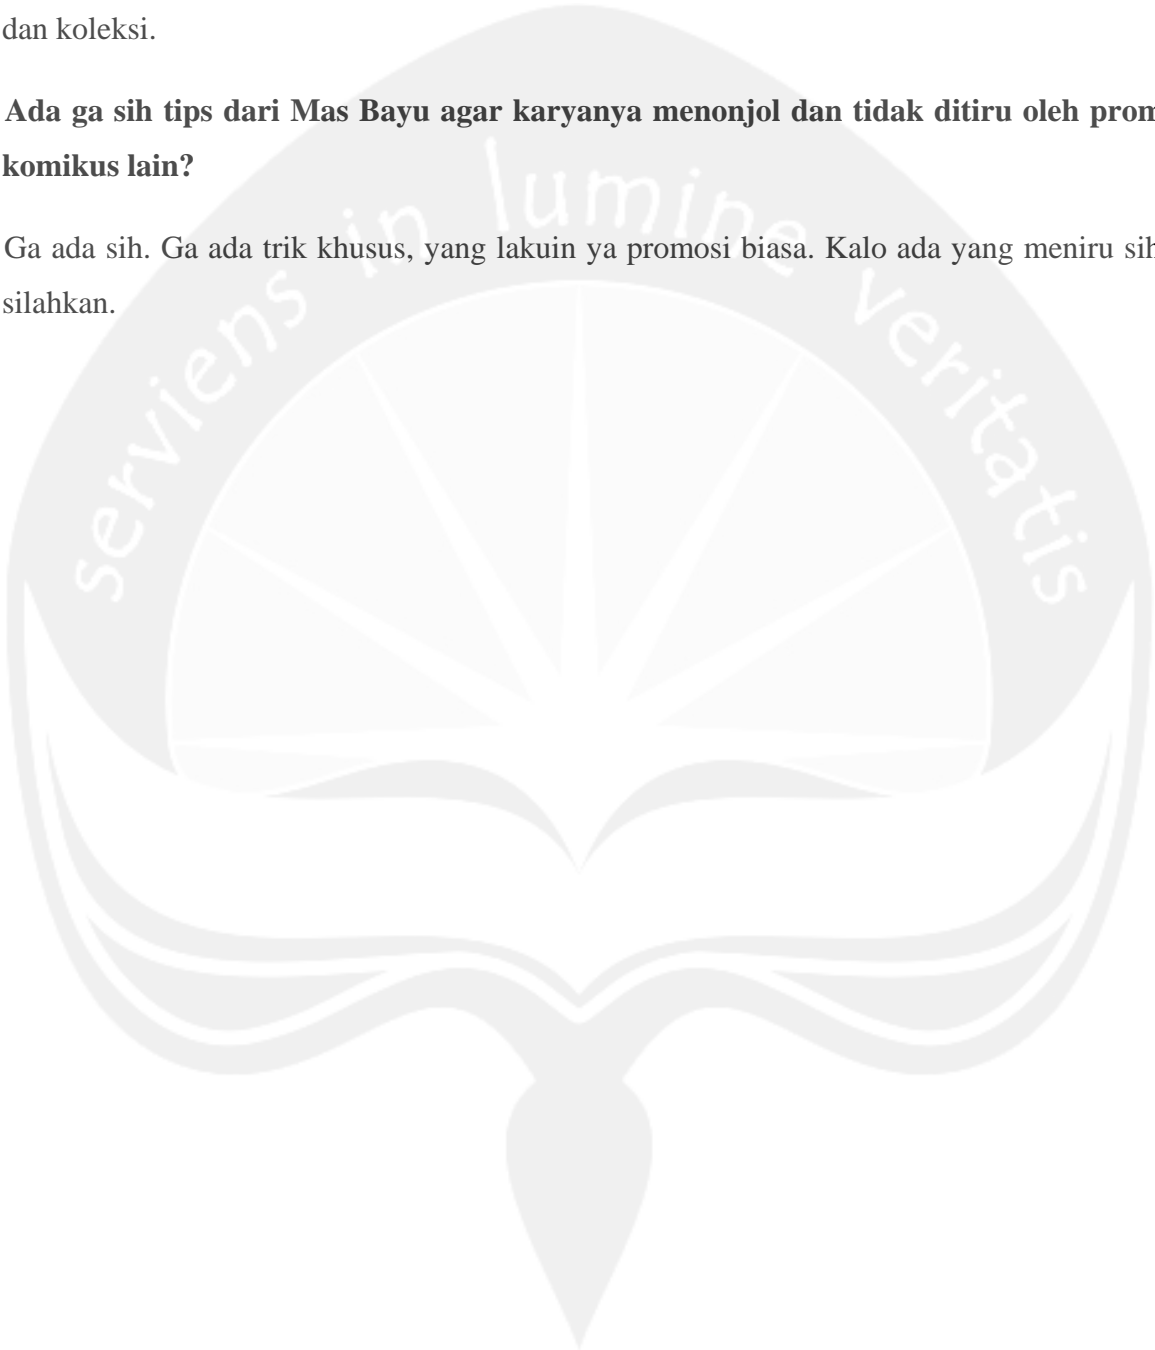 dan koleksi.
Ada ga sih tips dari Mas Bayu agar karyanya menonjol dan tidak ditiru oleh prom
komikus lain?
Ga ada sih. Ga ada trik khusus, yang lakuin ya promosi biasa. Kalo ada yang meniru sih
silahkan.
serviens in lumine veritatis